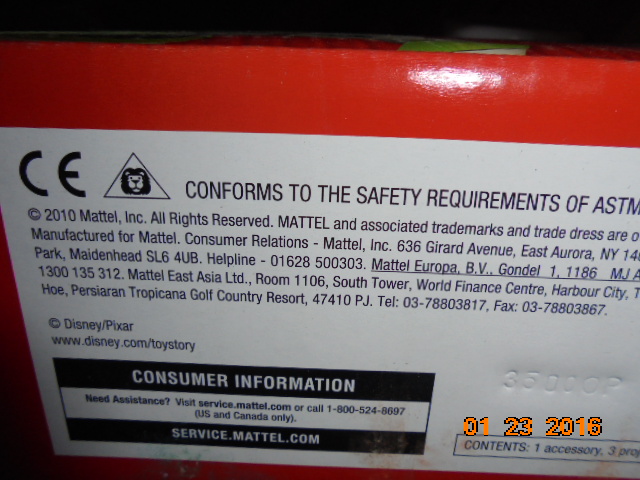 CE
CONFORMS TO THE SAFETY REQUIREMENTS OF ASTM
© 2010 Mattel, Inc. All Rights Reserved. MATTEL and associated trademarks and trade dress are o
Manufactured for Mattel. Consumer Relations - Mattel, Inc. 636 Girard Avenue, East Aurora, NY 140
Park, Maidenhead SL6 4UB. Helpline - 01628 500303. Mattel Europa, B.V., Gondel 1, 1186 MJ A
1300 135 312. Mattel East Asia Ltd., Room 1106, South Tower, World Finance Centre, Harbour City, T
Hoe, Persiaran Tropicana Golf Country Resort, 47410 PJ. Tel: 03-78803817, Fax: 03-78803867.
© Disney/Pixar
www.disney.com/toystory
CONSUMER INFORMATION
Need Assistance? Visit service.mattel.com or call 1-800-524-8697
(US and Canada only).
SERVICE.MATTEL.COM
01 23 2016
CONTENTS: 1 accessory, 3 proj